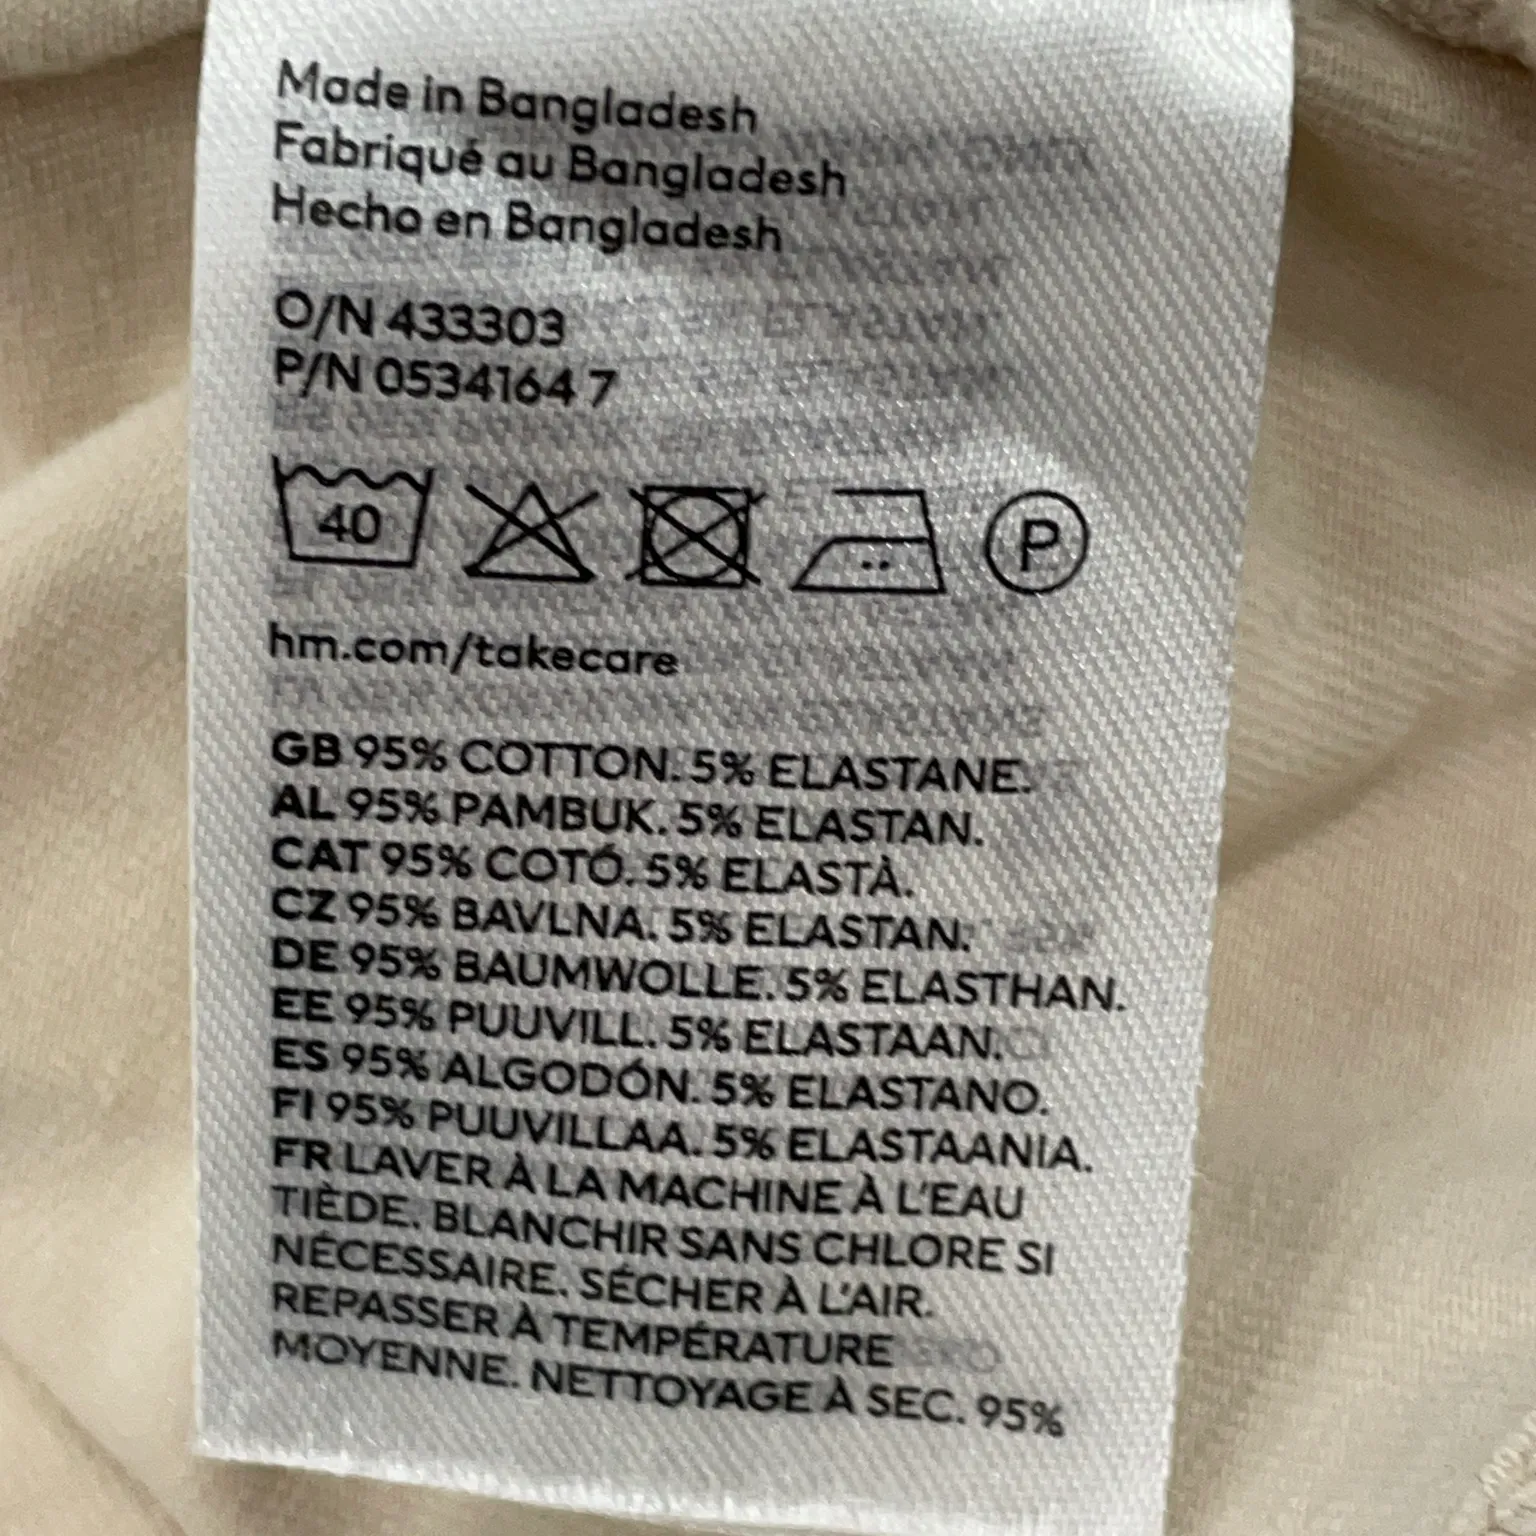 Made in Bangladesh
Fabriqué au Bangladesh
Hecho en Bangladesh
O/N 433303
P/N 0534164 7
40 P
hm.com/takecare
GB 95% COTTON. 5% ELASTANE.
AL 95% PAMBUK. 5% ELASTAN.
CAT 95% COTÓ. 5% ELASTÀ.
CZ 95% BAVLNA. 5% ELASTAN.
DE 95% BAUMWOLLE. 5% ELASTHAN.
EE 95% PUUVILL. 5% ELASTAAN.
ES 95% ALGODÓN. 5% ELASTANO.
FI 95% PUUVILLAA. 5% ELASTAANIA.
FR LAVER À LA MACHINE À L'EAU
TIÈDE. BLANCHIR SANS CHLORE SI
NÉCESSAIRE. SÉCHER À L'AIR.
REPASSER À TEMPÉRATURE
MOYENNE. NETTOYAGE À SEC. 95%